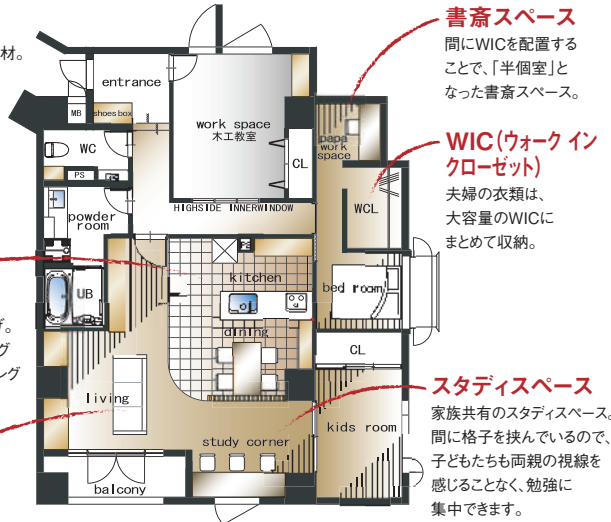 材。
書斎スペース
間にWICを配置する
ことで、「半個室」と
なった書斎スペース。
WIC(ウォーク イン
クローゼット)
夫婦の衣類は、
大容量のWICに
まとめて収納。
スタディスペース
家族共有のスタディスペース。
間に格子を挟んでいるので、
子どもたちも両親の視線を
感じることなく、勉強に
集中できます。
グ
ング
entrance
MB
shoes box
work space
木工教室
CL
papa
work
space
WC
PS
WCL
powder
room
HIGHSIDE INNERWINDOW
PS
kitchen
bed room
UB
dining
CL
living
kids room
study corner
balcony